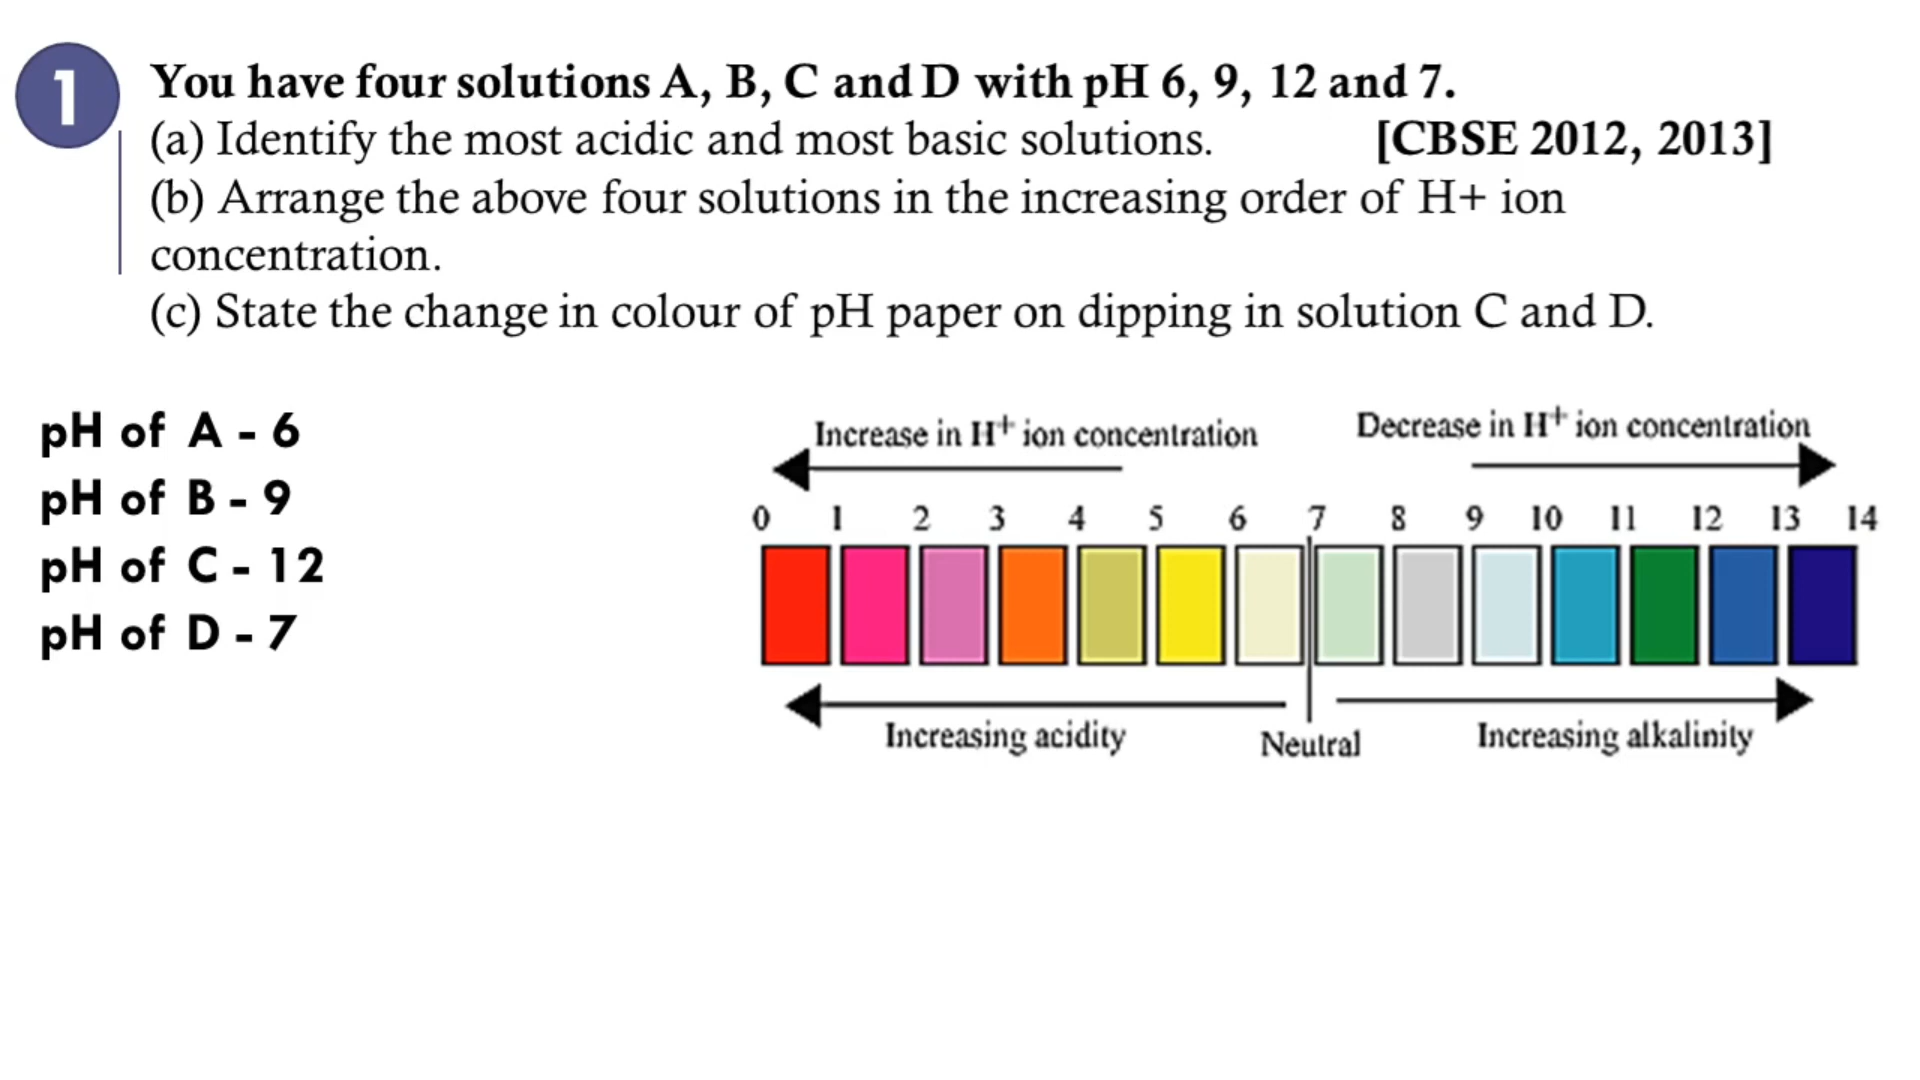 1
You have four solutions A, B, C and D with pH 6, 9, 12 and 7.
(a) Identify the most acidic and most basic solutions. [CBSE 2012, 2013]
(b) Arrange the above four solutions in the increasing order of H+ ion
concentration.
(c) State the change in colour of pH paper on dipping in solution C and D.
pH of A - 6
pH of B - 9
pH of C - 12
pH of D - 7
Increase in H+ ion concentration
Decrease in H+ ion concentration
0 1 2 3 4 5 6 7 8 9 10 11 12 13 14
Increasing acidity
Neutral
Increasing alkalinity